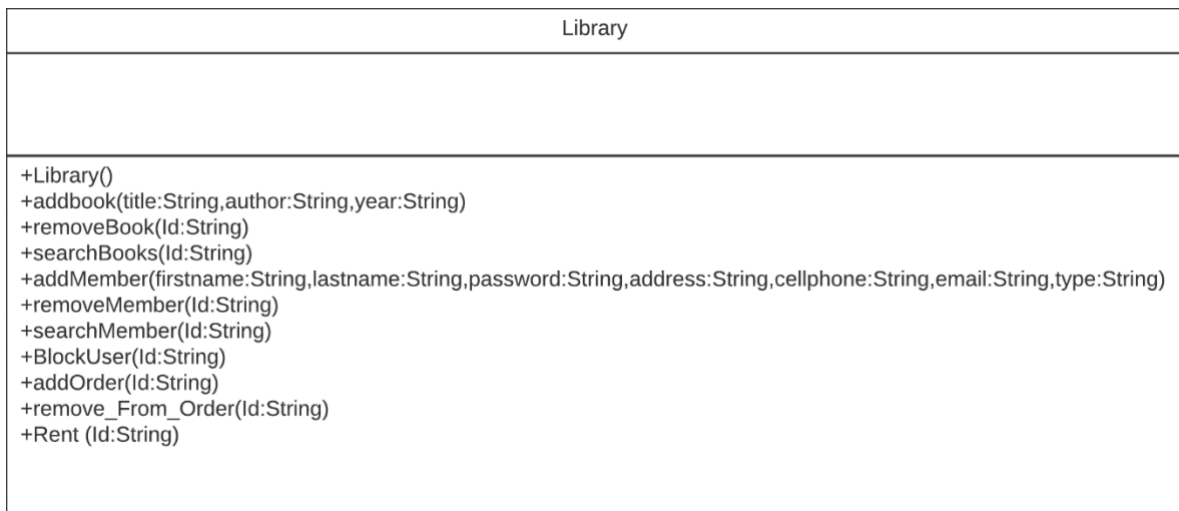 Library
+Library()
+addbook(title:String,author:String,year:String)
+removeBook(Id:String)
+searchBooks(Id:String)
+addMember(firstname:String,lastname:String,password:String,address:String,cellphone:String,email:String,type:String)
+removeMember(Id:String)
+searchMember(Id:String)
+BlockUser(Id:String)
+addOrder(Id:String)
+remove_From_Order(Id:String)
+Rent (Id:String)